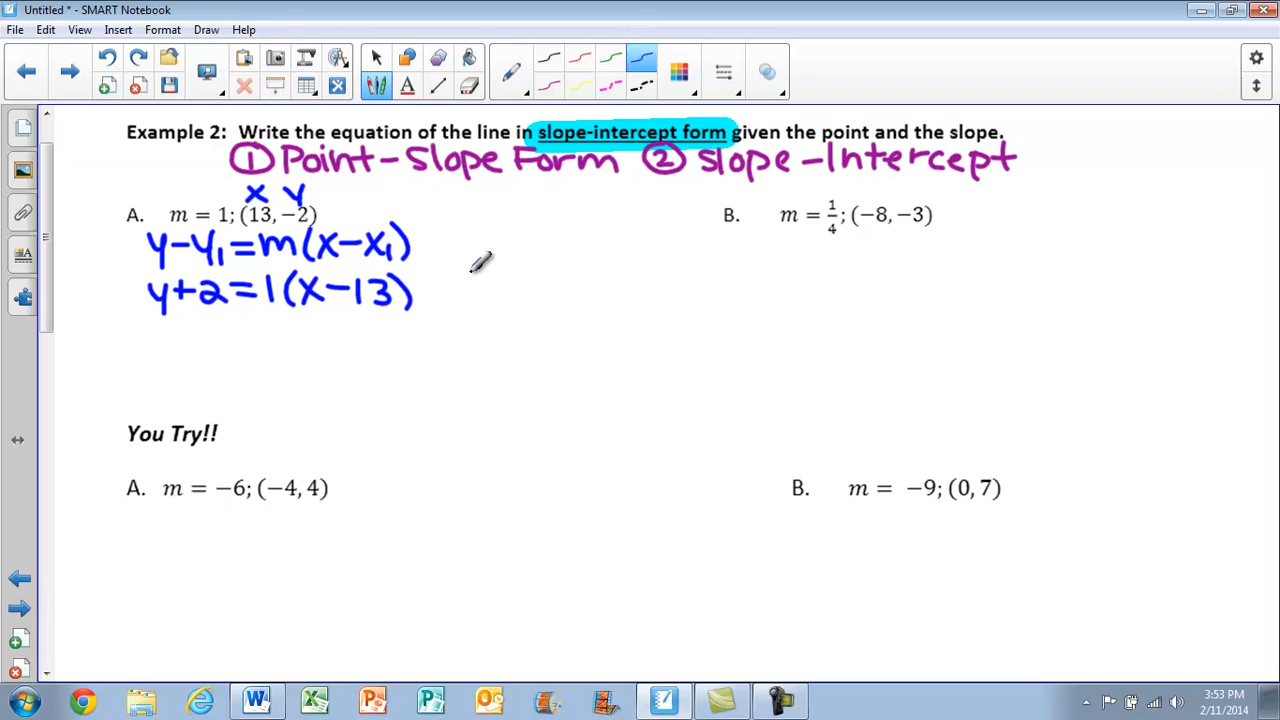 Untitled * - SMART Notebook
File Edit View Insert Format Draw Help
Example 2: Write the equation of the line in slope-intercept form given the point and the slope.
① Point-Slope Form ② Slope-Intercept
x y
A. m = 1; (13, −2)
B. m = 1/4; (−8, −3)
y-y₁=m(x-x₁)
y+2=1(x-13)
You Try!!
A. m = −6; (−4, 4)
B. m = −9; (0, 7)
3:53 PM
2/11/2014